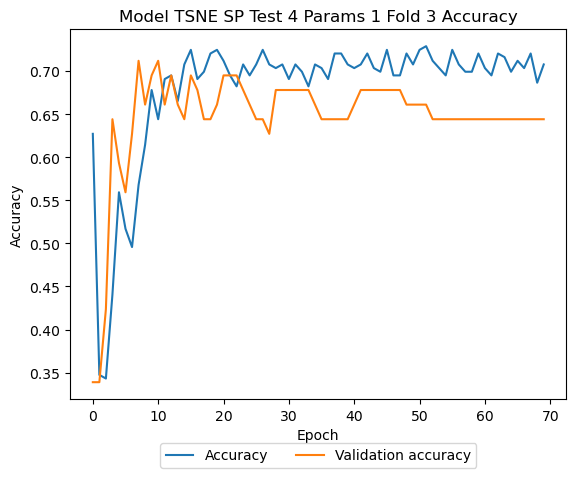 Model TSNE SP Test 4 Params 1 Fold 3 Accuracy
0.70
0.65
0.60
0.55
0.50
0.45
0.40
0.35
Accuracy
0 10 20 30 40 50 60 70
Epoch
Accuracy Validation accuracy